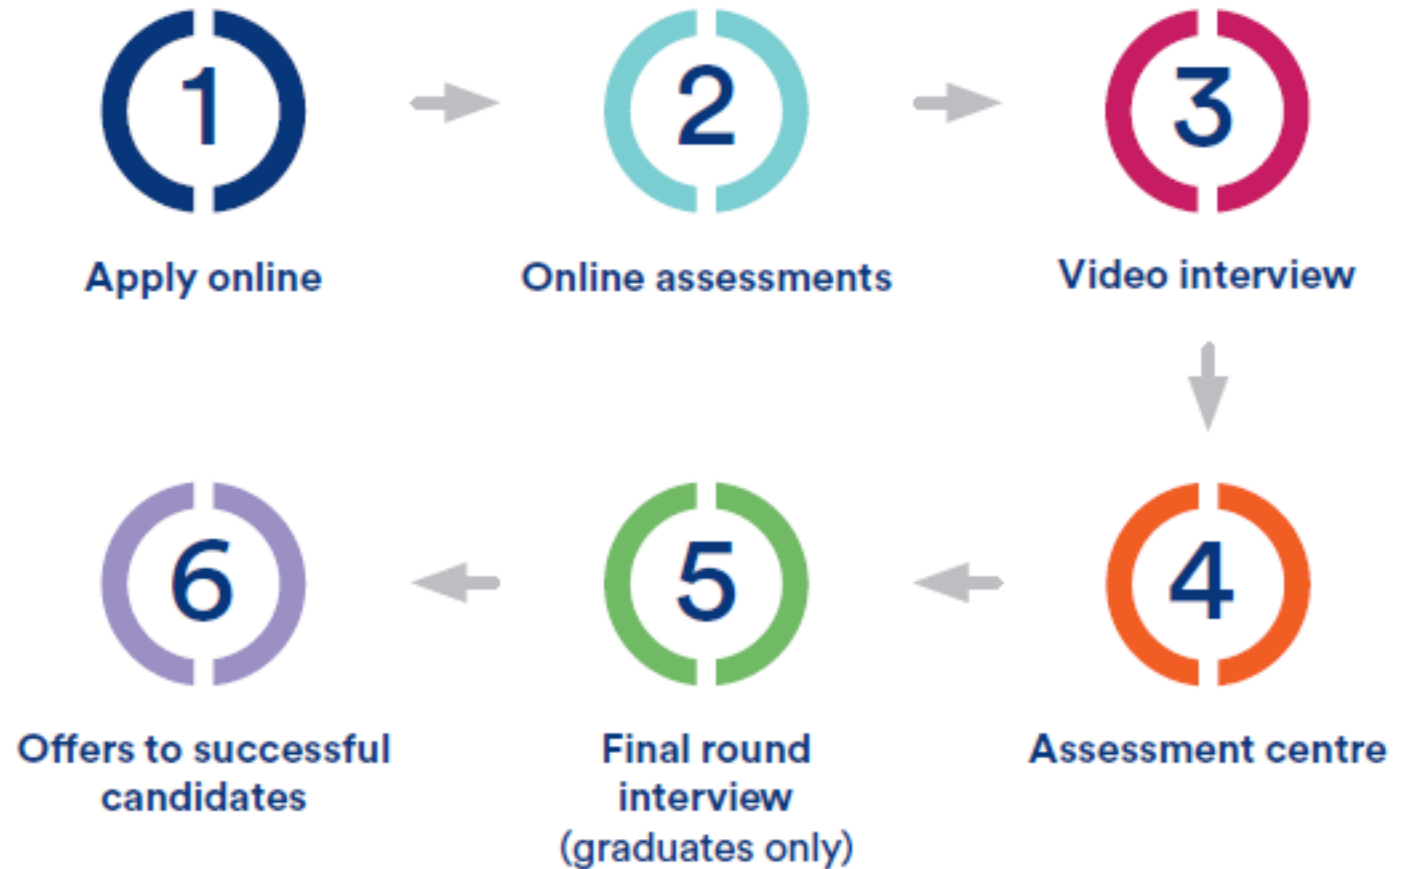 1
Apply online
2
Online assessments
3
Video interview
4
Assessment centre
5
Final round
interview
(graduates only)
6
Offers to successful
candidates